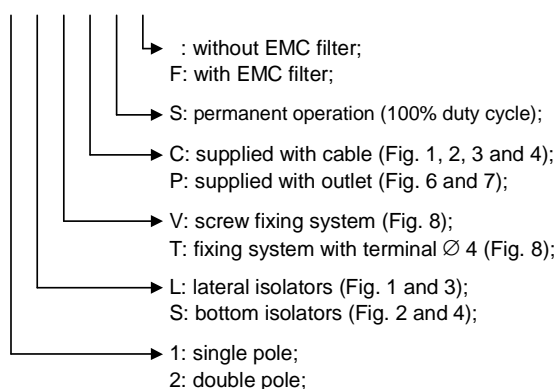 : without EMC filter;
F: with EMC filter;
S: permanent operation (100% duty cycle);
C: supplied with cable (Fig. 1, 2, 3 and 4);
P: supplied with outlet (Fig. 6 and 7);
V: screw fixing system (Fig. 8);
T: fixing system with terminal ∅ 4 (Fig. 8);
L: lateral isolators (Fig. 1 and 3);
S: bottom isolators (Fig. 2 and 4);
1: single pole;
2: double pole;